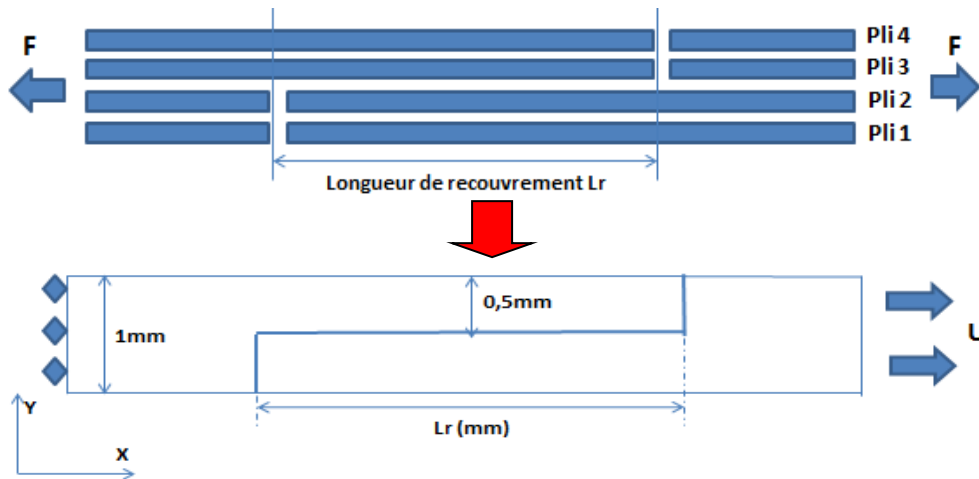 F
Pli 4
F
Pli 3
Pli 2
Pli 1
Longueur de recouvrement Lr
0,5mm
1mm
U
Y
Lr (mm)
X